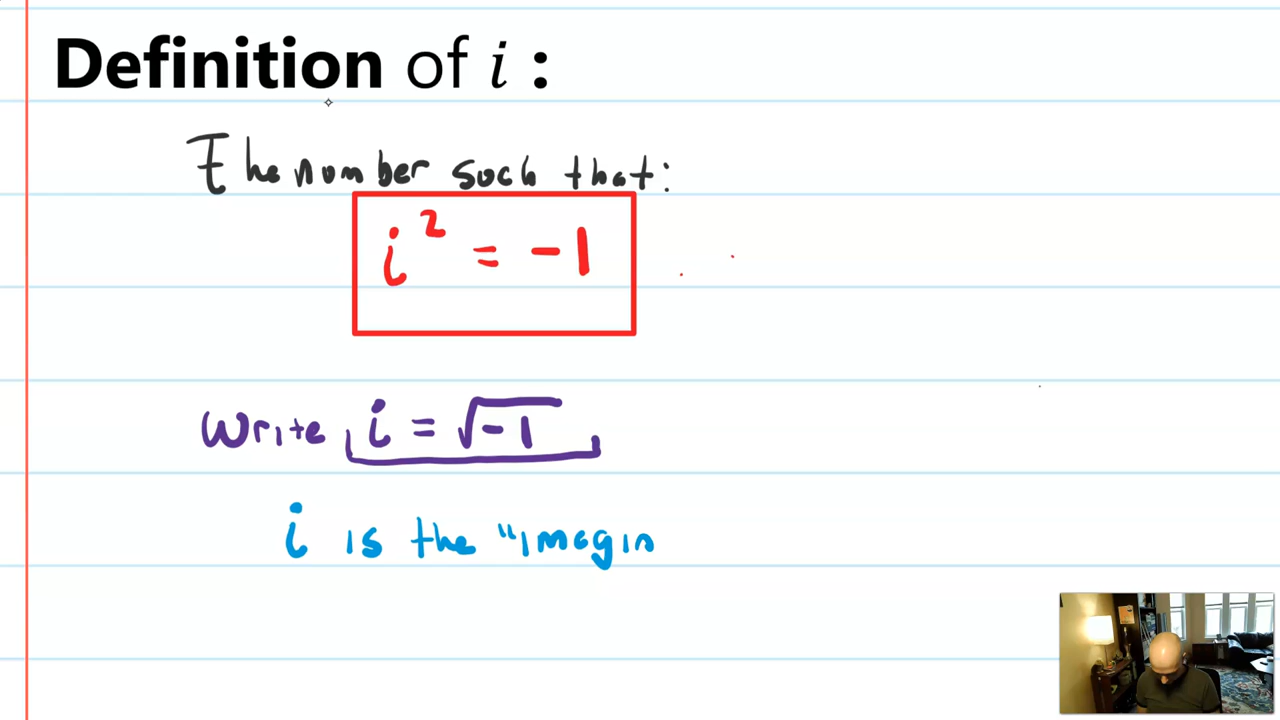 Definition of i :
The number such that:
i² = -1
Write i = √-1
i is the "imagin